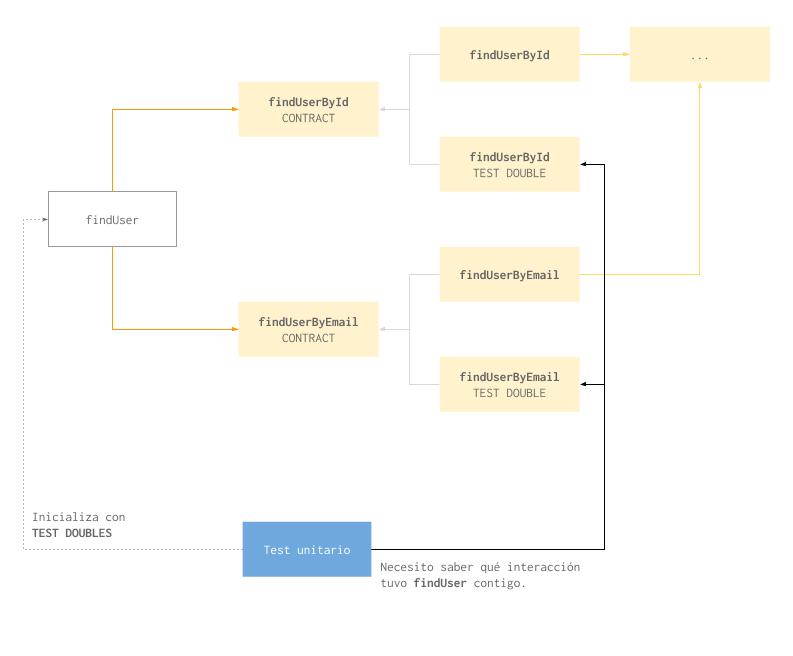 findUserById
...
findUserById
CONTRACT
findUserById
TEST DOUBLE
findUser
findUserByEmail
findUserByEmail
CONTRACT
findUserByEmail
TEST DOUBLE
Inicializa con
TEST DOUBLES
Test unitario
Necesito saber qué interacción
tuvo findUser contigo.